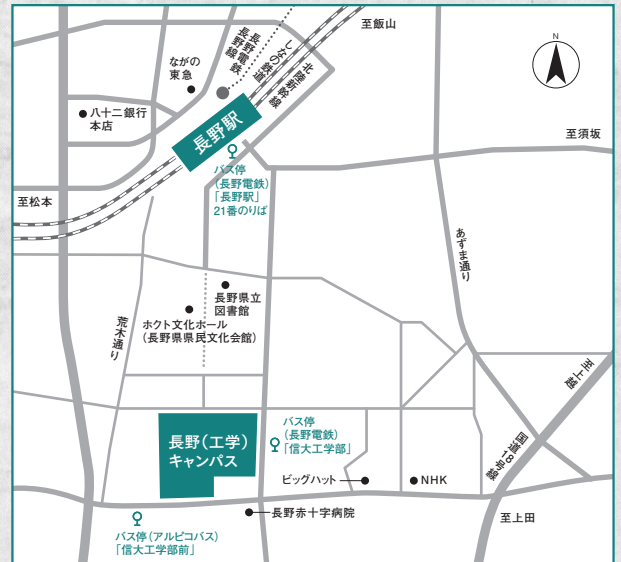 至飯山
N
長野電鉄
長野線
しなの鉄道
北陸新幹線
ながの
東急
八十二銀行
本店
長野駅
至須坂
バス停
(長野電鉄)
「長野駅」
21番のりば
至松本
あずま通り
長野県立
図書館
ホクト文化ホール
(長野県県民文化会館)
荒木通り
至上越
長野(工学)
キャンパス
バス停
(長野電鉄)
「信大工学部」
国道18号線
ビッグハット
NHK
長野赤十字病院
至上田
バス停(アルピコバス)
「信大工学部前」